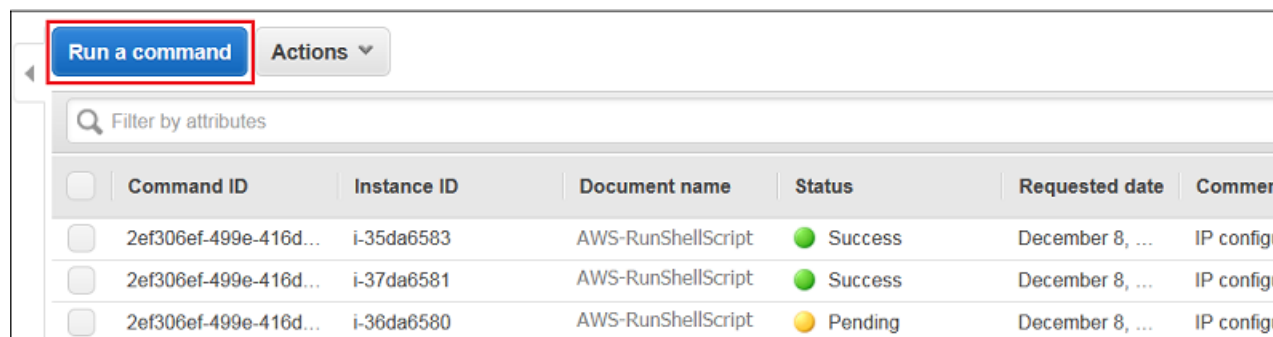 Run a command Actions
Filter by attributes
Command ID Instance ID Document name Status Requested date Commen
2ef306ef-499e-416d... i-35da6583 AWS-RunShellScript Success December 8, ... IP config
2ef306ef-499e-416d... i-37da6581 AWS-RunShellScript Success December 8, ... IP config
2ef306ef-499e-416d... i-36da6580 AWS-RunShellScript Pending December 8, ... IP config